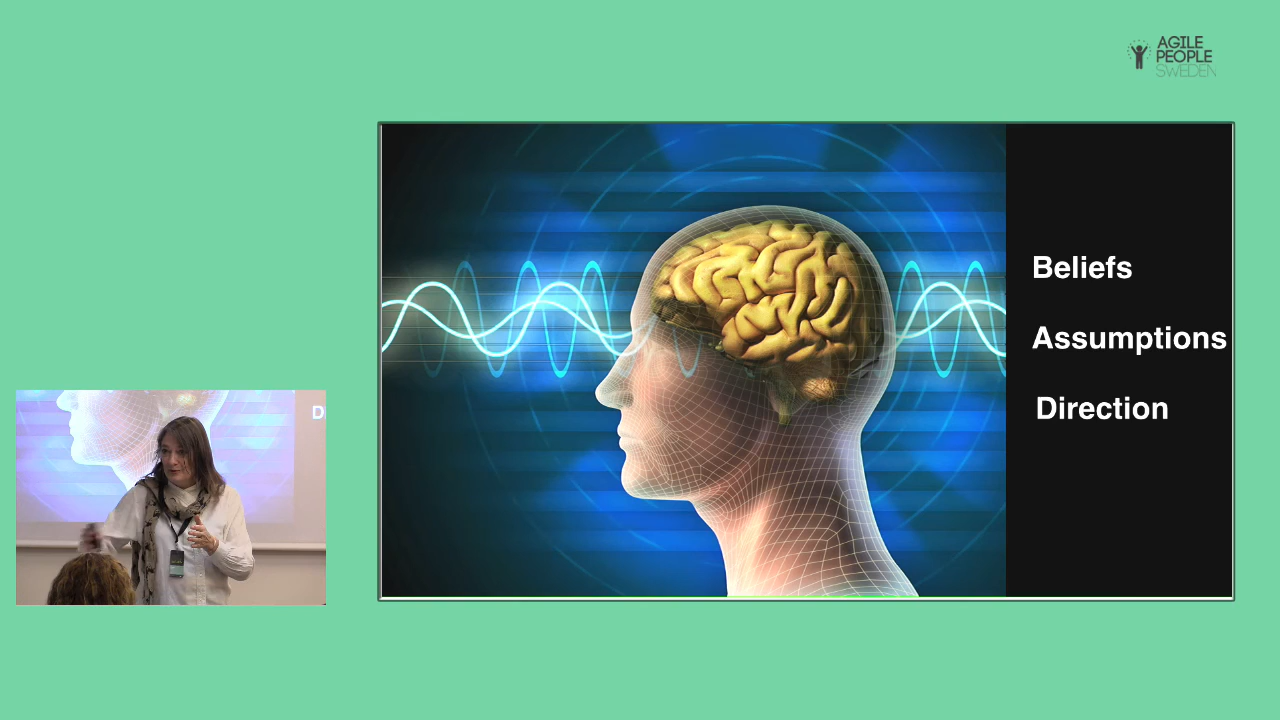 AGILE
PEOPLE
SWEDEN
Beliefs
Assumptions
Direction
D